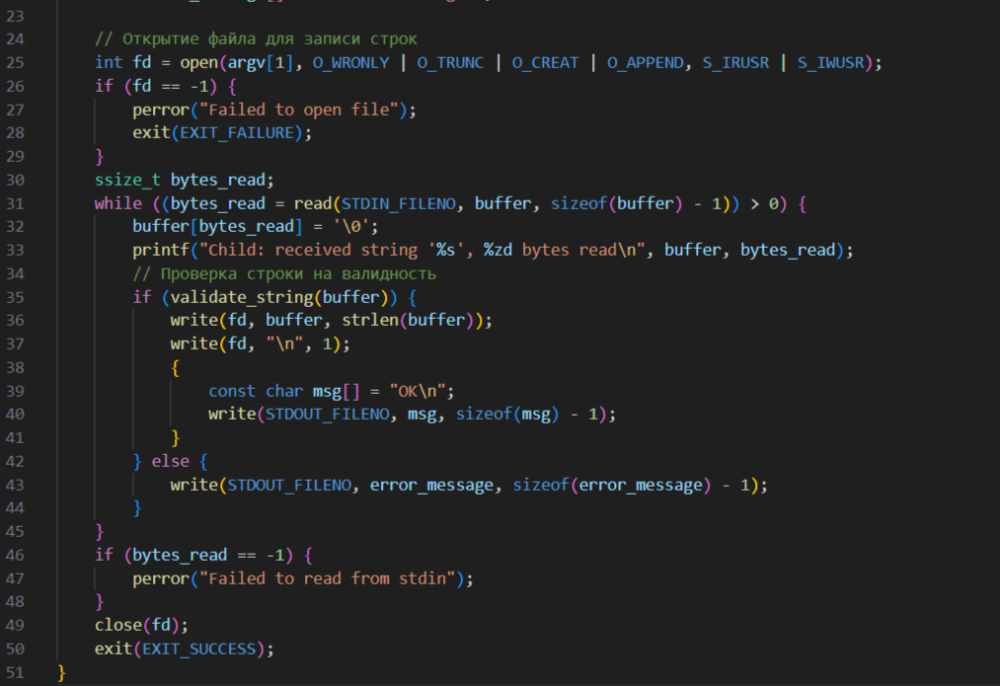 23
24 // Открытие файла для записи строк
25 int fd = open(argv[1], O_WRONLY | O_TRUNC | O_CREAT | O_APPEND, S_IRUSR | S_IWUSR);
26 if (fd == -1) {
27 perror("Failed to open file");
28 exit(EXIT_FAILURE);
29 }
30 ssize_t bytes_read;
31 while ((bytes_read = read(STDIN_FILENO, buffer, sizeof(buffer) - 1)) > 0) {
32 buffer[bytes_read] = '\0';
33 printf("Child: received string '%s', %zd bytes read\n", buffer, bytes_read);
34 // Проверка строки на валидность
35 if (validate_string(buffer)) {
36 write(fd, buffer, strlen(buffer));
37 write(fd, "\n", 1);
38 {
39 const char msg[] = "OK\n";
40 write(STDOUT_FILENO, msg, sizeof(msg) - 1);
41 }
42 } else {
43 write(STDOUT_FILENO, error_message, sizeof(error_message) - 1);
44 }
45 }
46 if (bytes_read == -1) {
47 perror("Failed to read from stdin");
48 }
49 close(fd);
50 exit(EXIT_SUCCESS);
51 }